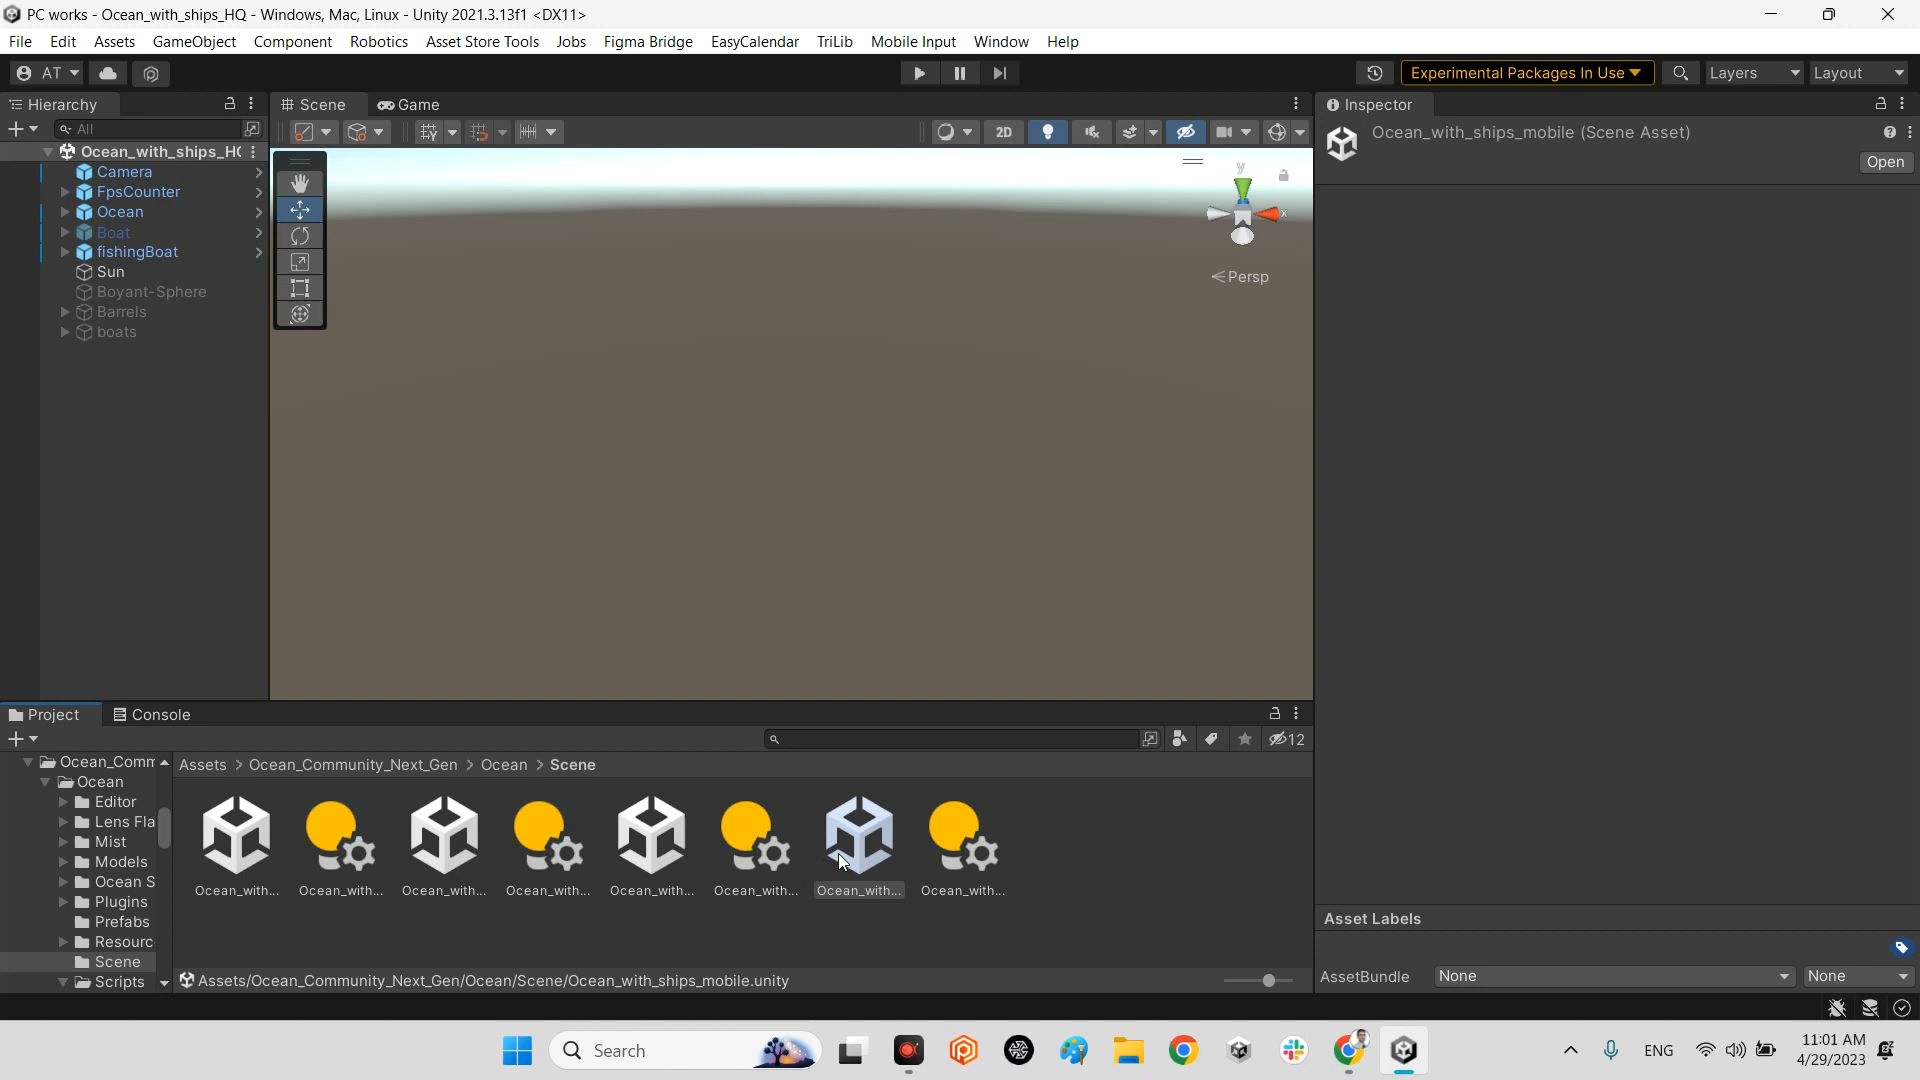 PC works - Ocean_with_ships_HQ - Windows, Mac, Linux - Unity 2021.3.13f1 <DX11>
File Edit Assets GameObject Component Robotics Asset Store Tools Jobs Figma Bridge EasyCalendar TriLib Mobile Input Window Help
AT Experimental Packages In Use Layers Layout
Hierarchy
All
Ocean_with_ships_H
Camera
FpsCounter
Ocean
Boat
fishingBoat
Sun
Boyant-Sphere
Barrels
boats
Scene Game
2D
y
x
Persp
Inspector
Ocean_with_ships_mobile (Scene Asset)
Open
Project Console
12
Ocean_Comm
Ocean
Editor
Lens Fla
Mist
Models
Ocean S
Plugins
Prefabs
Resourc
Scene
Scripts
Assets > Ocean_Community_Next_Gen > Ocean > Scene
Ocean_with... Ocean_with... Ocean_with... Ocean_with... Ocean_with... Ocean_with... Ocean_with... Ocean_with...
Assets/Ocean_Community_Next_Gen/Ocean/Scene/Ocean_with_ships_mobile.unity
Asset Labels
AssetBundle None None
Search
ENG
11:01 AM
4/29/2023